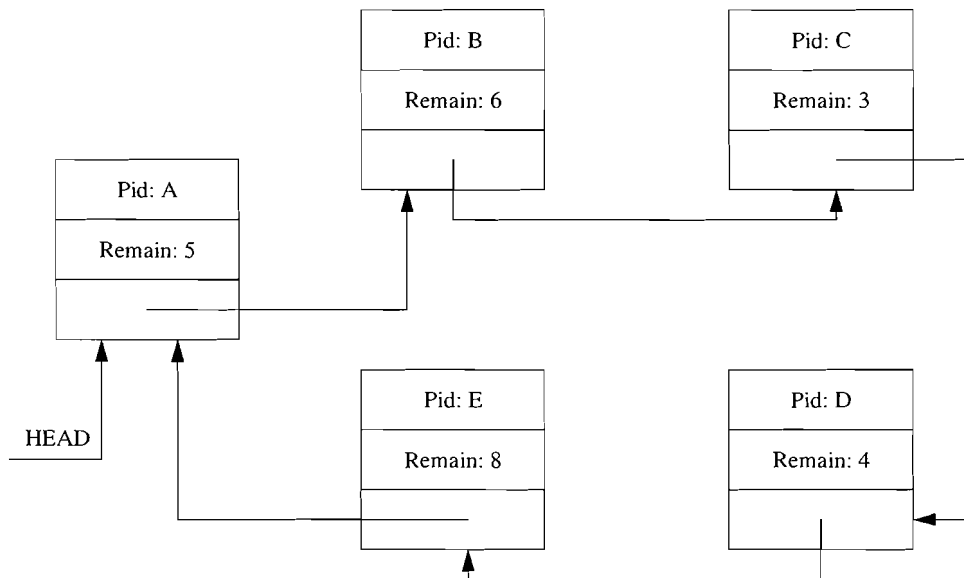 Pid: B
Remain: 6
Pid: C
Remain: 3
Pid: A
Remain: 5
HEAD
Pid: E
Remain: 8
Pid: D
Remain: 4